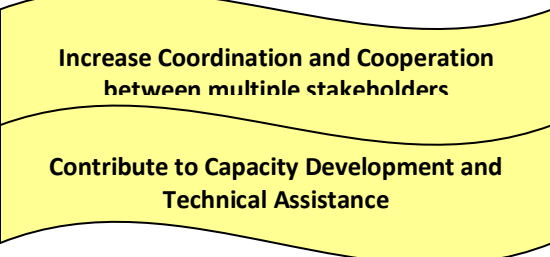 Increase Coordination and Cooperation
between multiple stakeholders
Contribute to Capacity Development and
Technical Assistance